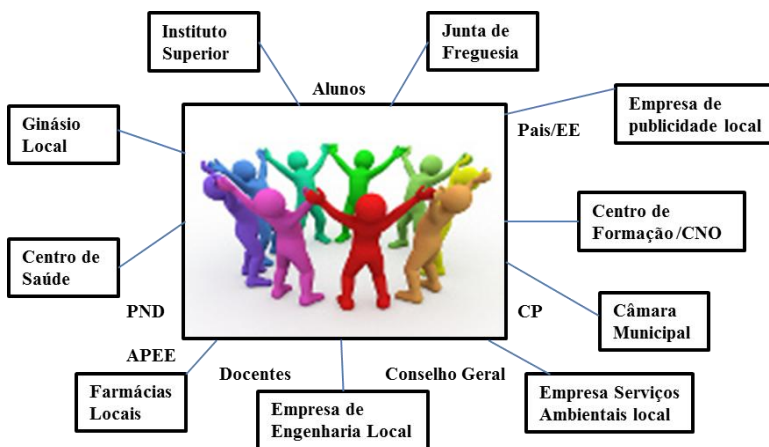 Instituto
Superior
Junta de
Freguesia
Alunos
Pais/EE
Empresa de
publicidade local
Ginásio
Local
Centro de
Formação/CNO
Centro de
Saúde
PND
CP
Câmara
Municipal
APEE
Docentes
Conselho Geral
Farmácias
Locais
Empresa de
Engenharia Local
Empresa Serviços
Ambientais local